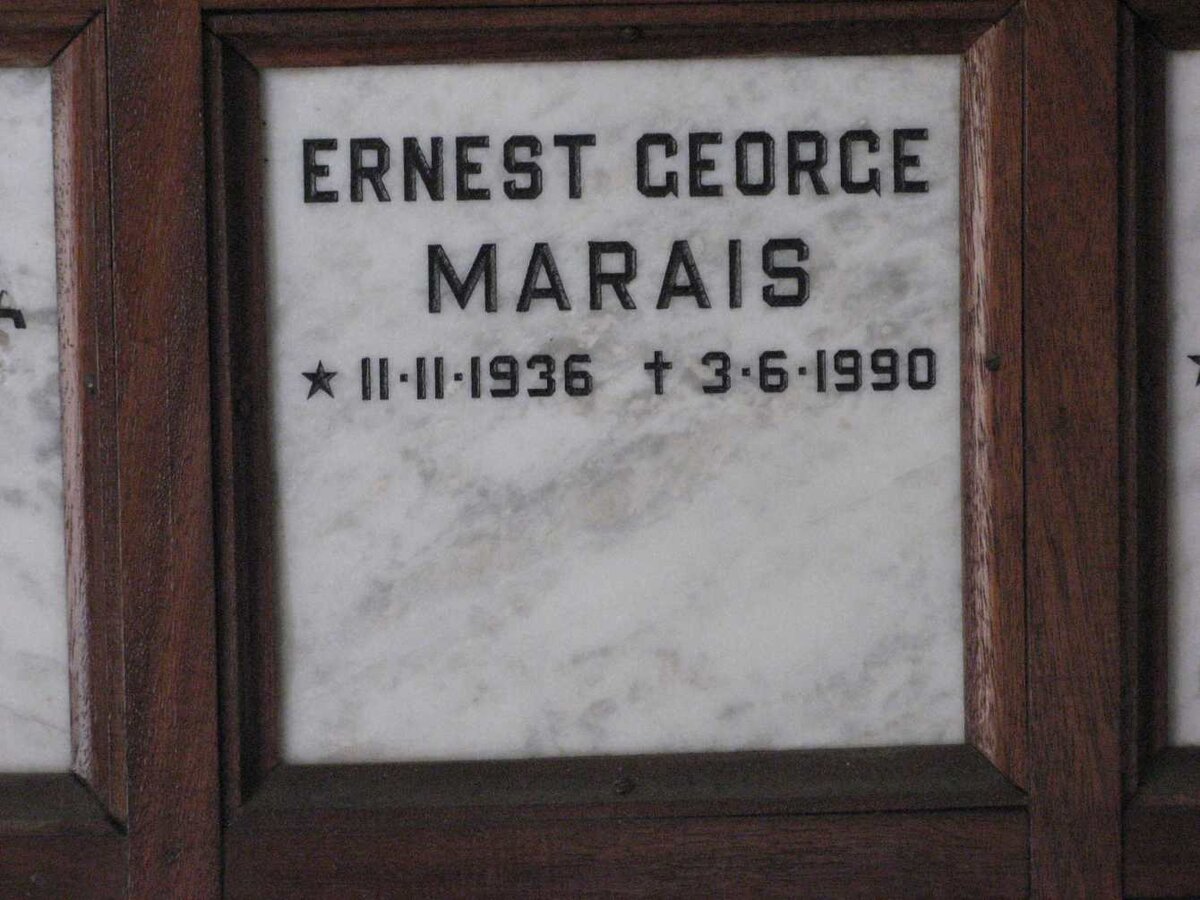 ERNEST GEORGE
MARAIS
★ 11·11·1936 ✝ 3·6·1990